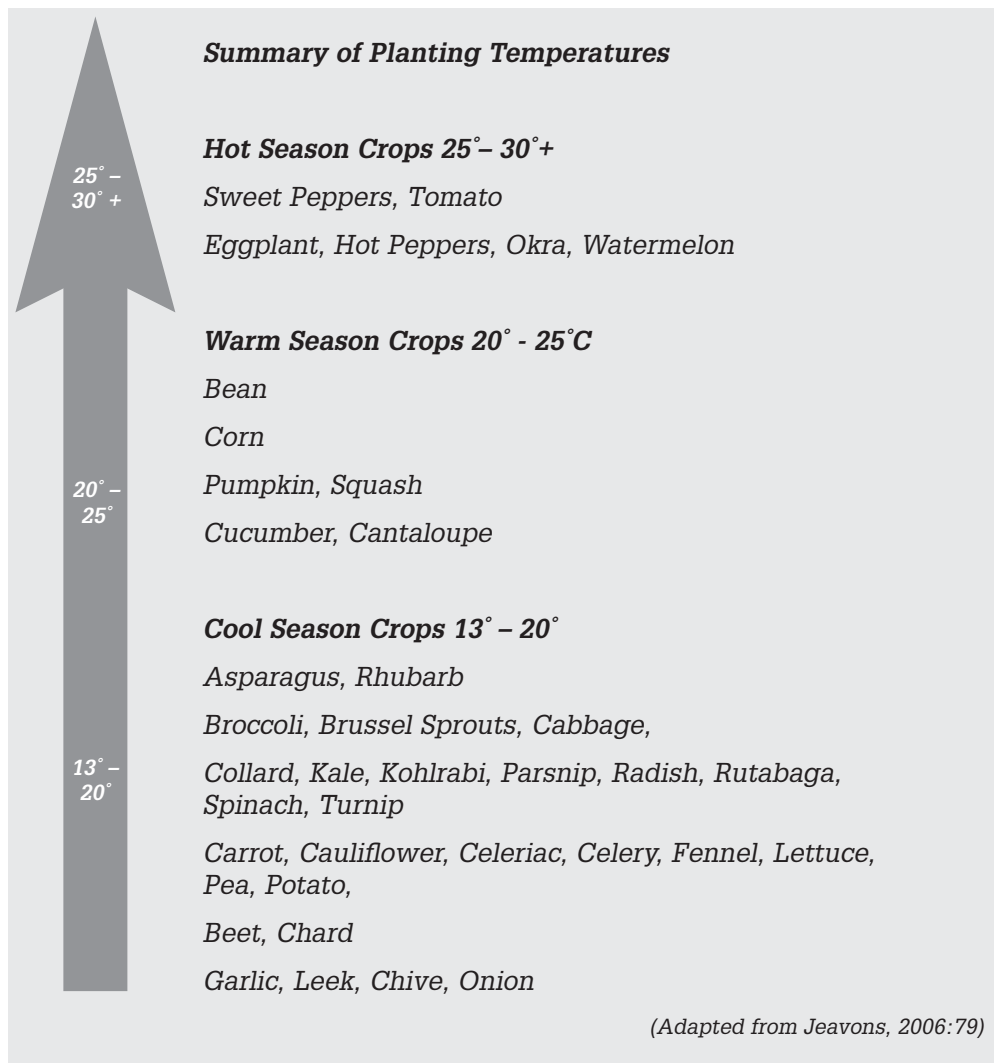 Summary of Planting Temperatures
Hot Season Crops 25˚– 30˚+
25˚ –
30˚ +
Sweet Peppers, Tomato
Eggplant, Hot Peppers, Okra, Watermelon
Warm Season Crops 20˚ - 25˚C
Bean
Corn
Pumpkin, Squash
20˚ –
25˚
Cucumber, Cantaloupe
Cool Season Crops 13˚ – 20˚
Asparagus, Rhubarb
Broccoli, Brussel Sprouts, Cabbage,
13˚ –
20˚
Collard, Kale, Kohlrabi, Parsnip, Radish, Rutabaga,
Spinach, Turnip
Carrot, Cauliflower, Celeriac, Celery, Fennel, Lettuce,
Pea, Potato,
Beet, Chard
Garlic, Leek, Chive, Onion
(Adapted from Jeavons, 2006:79)